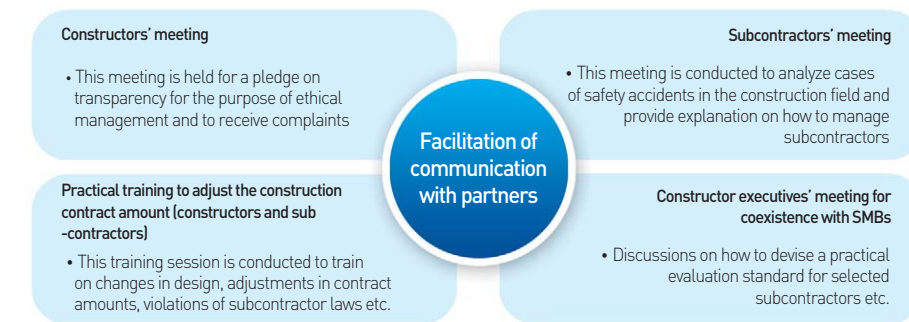 Constructors’ meeting
• This meeting is held for a pledge on
transparency for the purpose of ethical
management and to receive complaints
Subcontractors’ meeting
• This meeting is conducted to analyze cases
of safety accidents in the construction field and
provide explanation on how to manage
subcontractors
Facilitation of
communication
with partners
Practical training to adjust the construction
contract amount (constructors and sub
-contractors)
• This training session is conducted to train
on changes in design, adjustments in contract
amounts, violations of subcontractor laws etc.
Constructor executives’ meeting for
coexistence with SMBs
• Discussions on how to devise a practical
evaluation standard for selected
subcontractors etc.